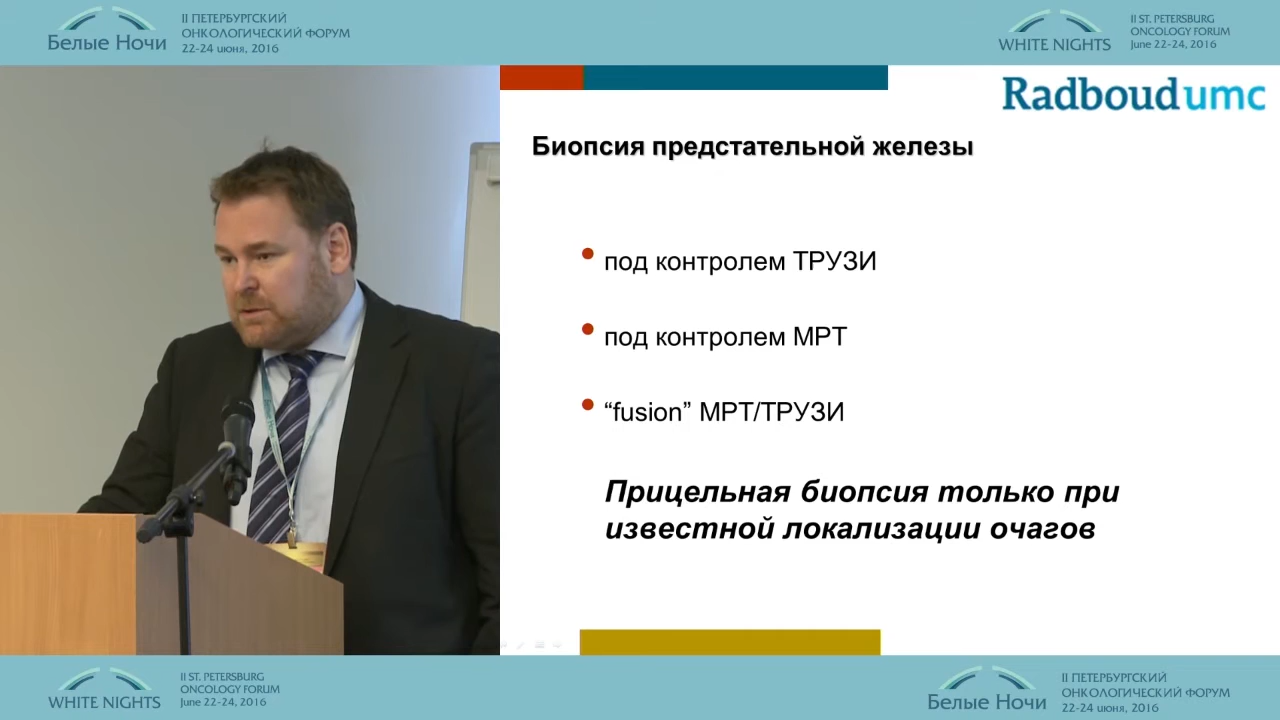 Белые Ночи
II ПЕТЕРБУРГСКИЙ
ОНКОЛОГИЧЕСКИЙ ФОРУМ
22-24 июня, 2016
WHITE NIGHTS
II ST. PETERSBURG
ONCOLOGY FORUM
June 22-24, 2016
Radboudumc
Биопсия предстательной железы
• под контролем ТРУЗИ
• под контролем МРТ
• “fusion” МРТ/ТРУЗИ
Прицельная биопсия только при
известной локализации очагов
WHITE NIGHTS
II ST. PETERSBURG
ONCOLOGY FORUM
June 22-24, 2016
Белые Ночи
II ПЕТЕРБУРГСКИЙ
ОНКОЛОГИЧЕСКИЙ ФОРУМ
22-24 июня, 2016